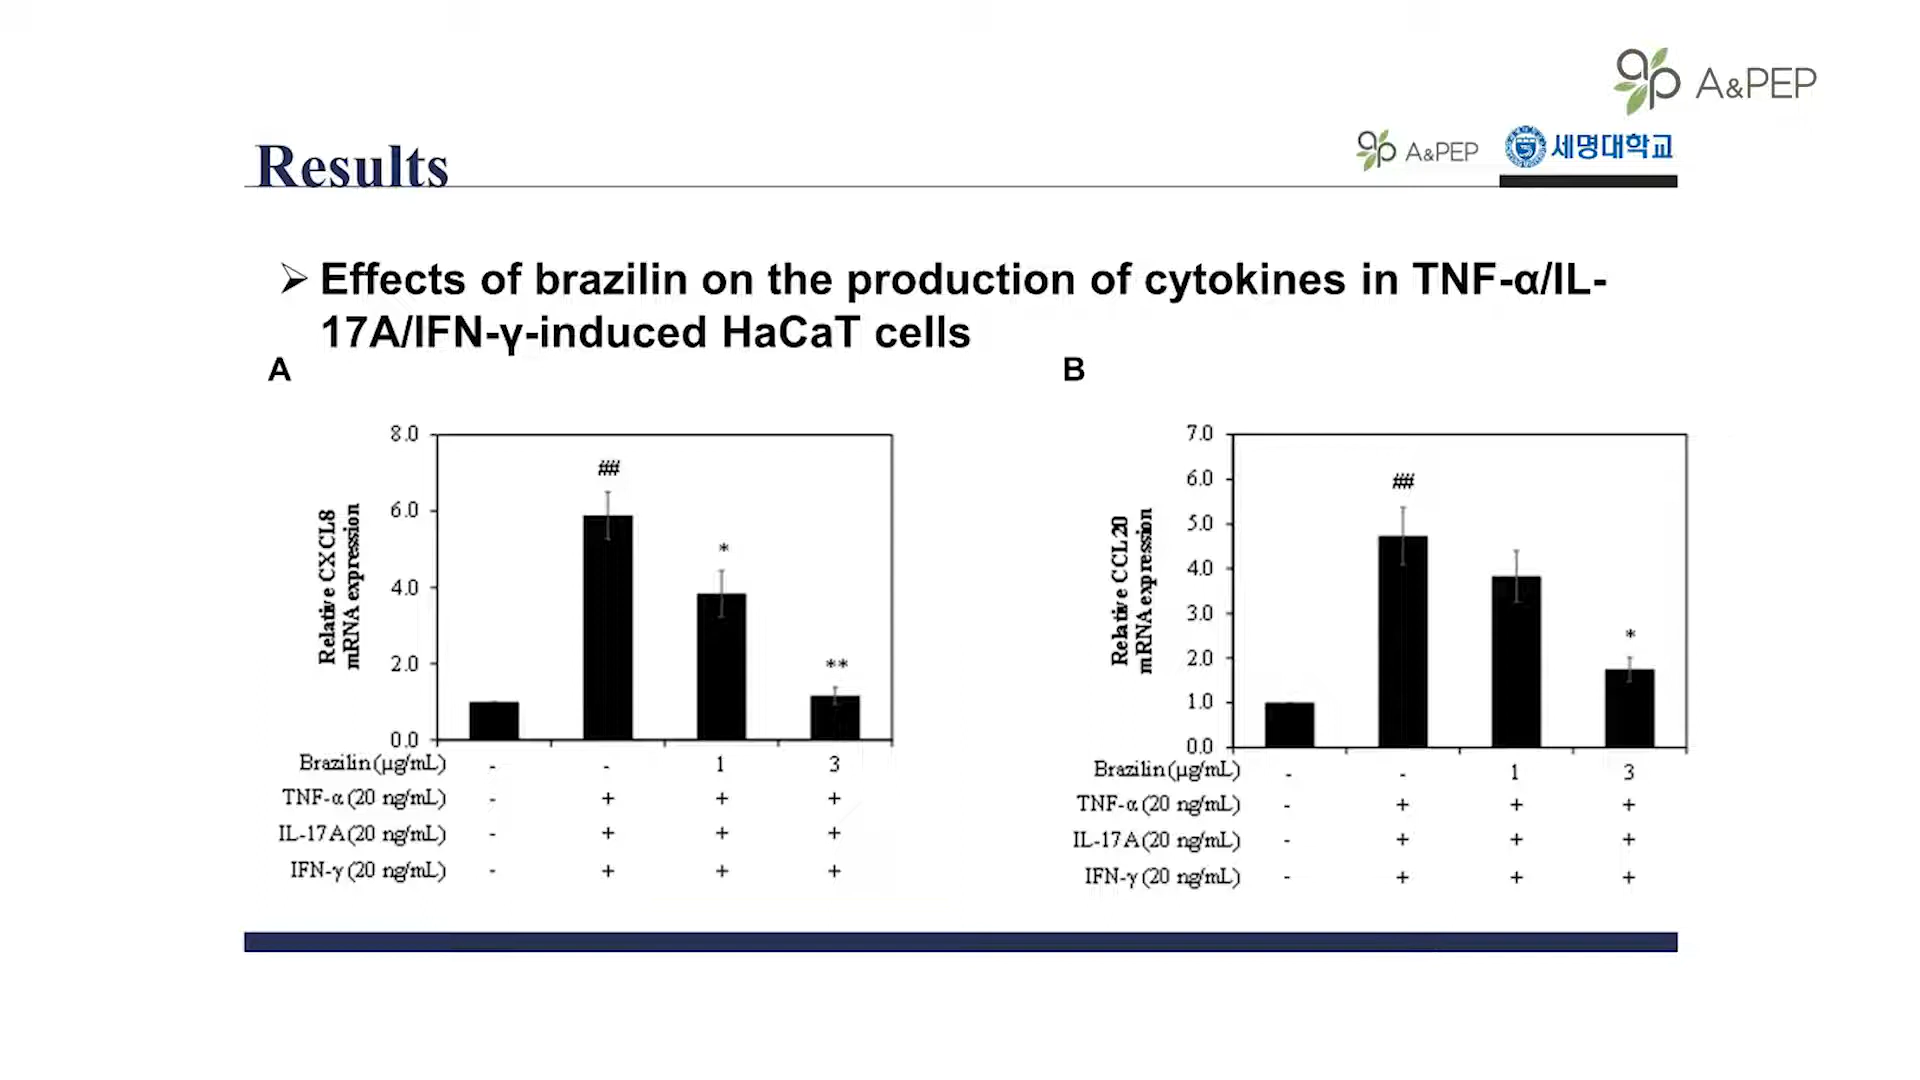 A&PEP
Results
A&PEP
세명대학교
➢ Effects of brazilin on the production of cytokines in TNF-α/IL-
17A/IFN-γ-induced HaCaT cells
A
Relative CXCL8
mRNA expression
8.0
6.0
4.0
2.0
0.0
##
*
**
Brazilin (µg/mL) - - 1 3
TNF-α (20 ng/mL) - + + +
IL-17A (20 ng/mL) - + + +
IFN-γ (20 ng/mL) - + + +
B
Relative CCL20
mRNA expression
7.0
6.0
5.0
4.0
3.0
2.0
1.0
0.0
##
*
Brazilin (µg/mL) - - 1 3
TNF-α (20 ng/mL) - + + +
IL-17A (20 ng/mL) - + + +
IFN-γ (20 ng/mL) - + + +